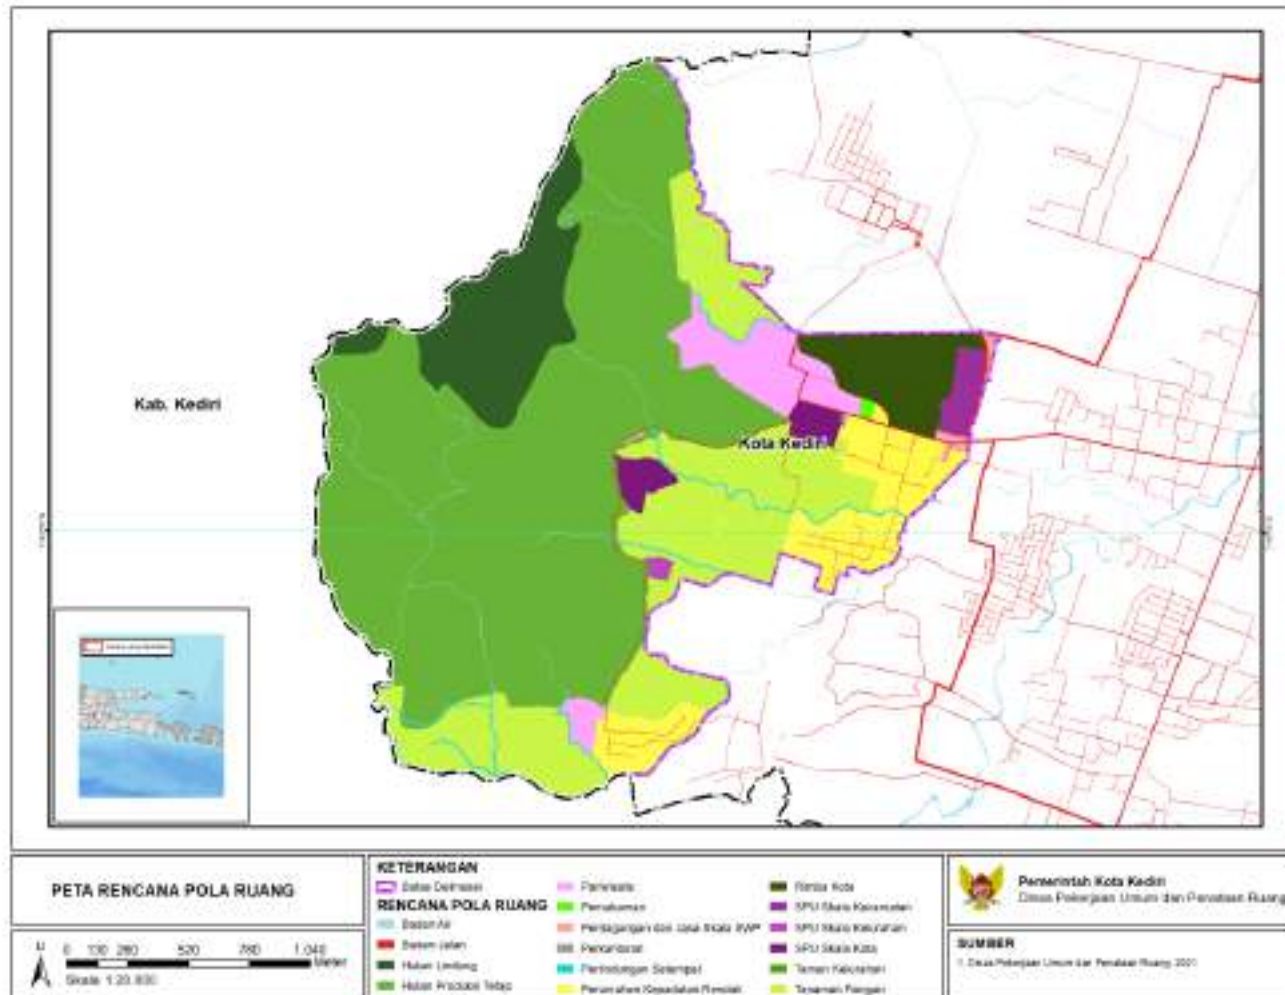 Kab. Kediri
Kota Kediri
PETA RENCANA POLA RUANG
U
0 130 260 520 780 1.040
Meter
Skala 1:20.000
KETERANGAN
Batas Delineasi
RENCANA POLA RUANG
Badan Air
Badan Jalan
Hutan Lindung
Hutan Produksi Tetap
Pariwisata
Pemakaman
Perdagangan dan Jasa Skala SWP
Perkantoran
Perlindungan Setempat
Perumahan Kepadatan Rendah
Rimba Kota
SPU Skala Kecamatan
SPU Skala Kelurahan
SPU Skala Kota
Taman Kelurahan
Tanaman Pangan
Pemerintah Kota Kediri
Dinas Pekerjaan Umum dan Penataan Ruang
SUMBER
1. Dinas Pekerjaan Umum dan Penataan Ruang, 2021